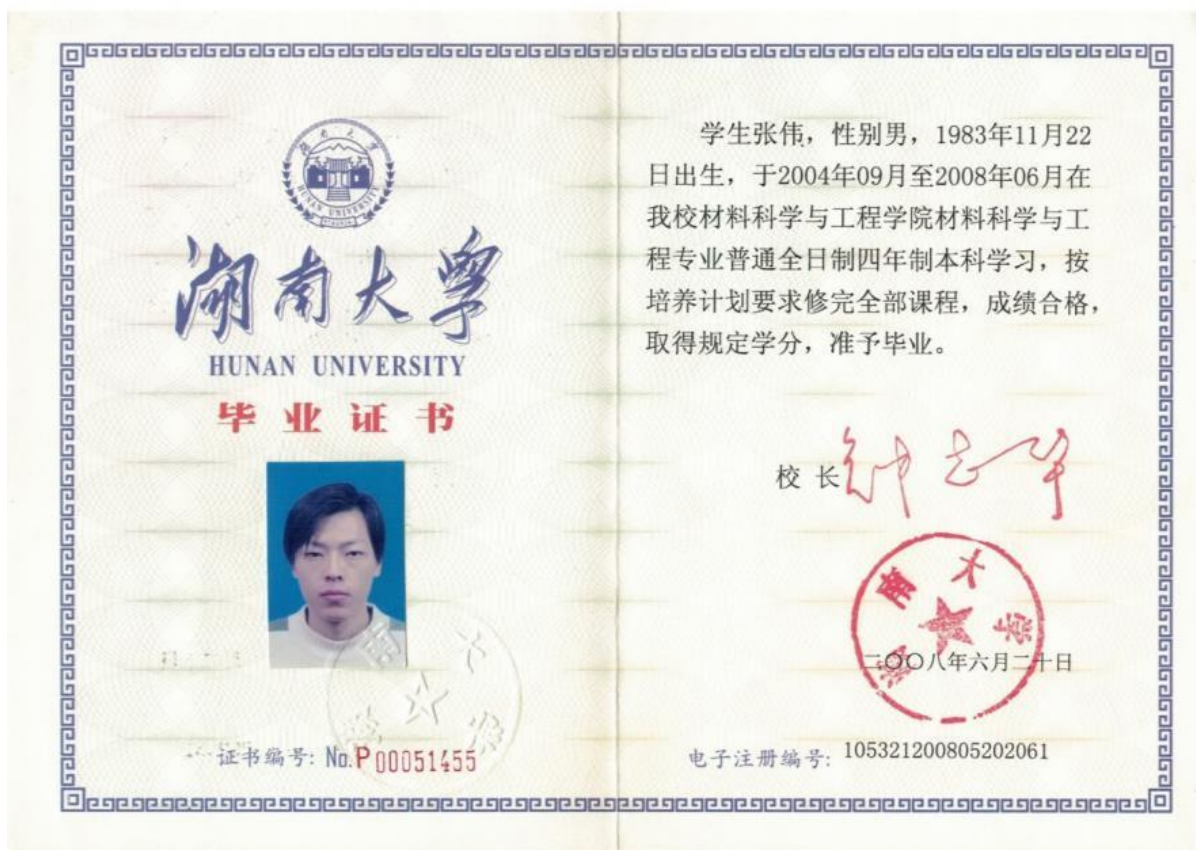 湖南大学
HUNAN UNIVERSITY
湖南大學
HUNAN UNIVERSITY
毕业证书
证书编号: No.P00051455
学生张伟，性别男，1983年11月22
日出生，于2004年09月至2008年06月在
我校材料科学与工程学院材料科学与工
程专业普通全日制四年制本科学习，按
培养计划要求修完全部课程，成绩合格，
取得规定学分，准予毕业。
校 长 钟志华
湖南大学
二〇〇八年六月二十日
电子注册编号: 105321200805202061